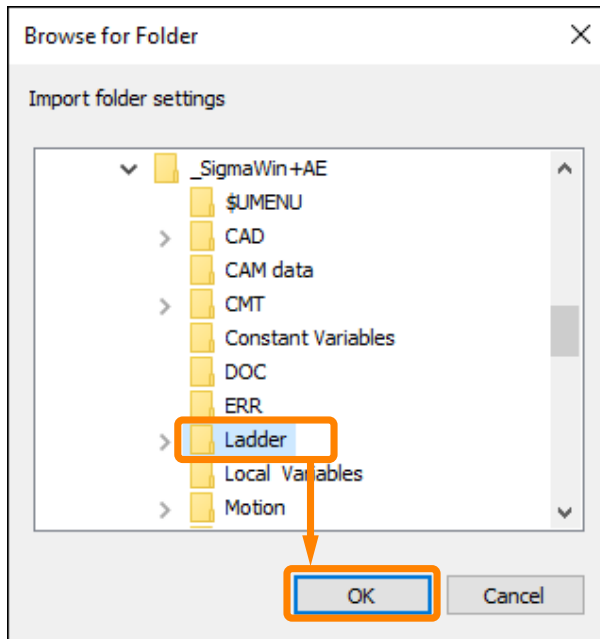 Browse for Folder
Import folder settings
_SigmaWin+AE
$UMENU
CAD
CAM data
CMT
Constant Variables
DOC
ERR
Ladder
Local Variables
Motion
OK Cancel